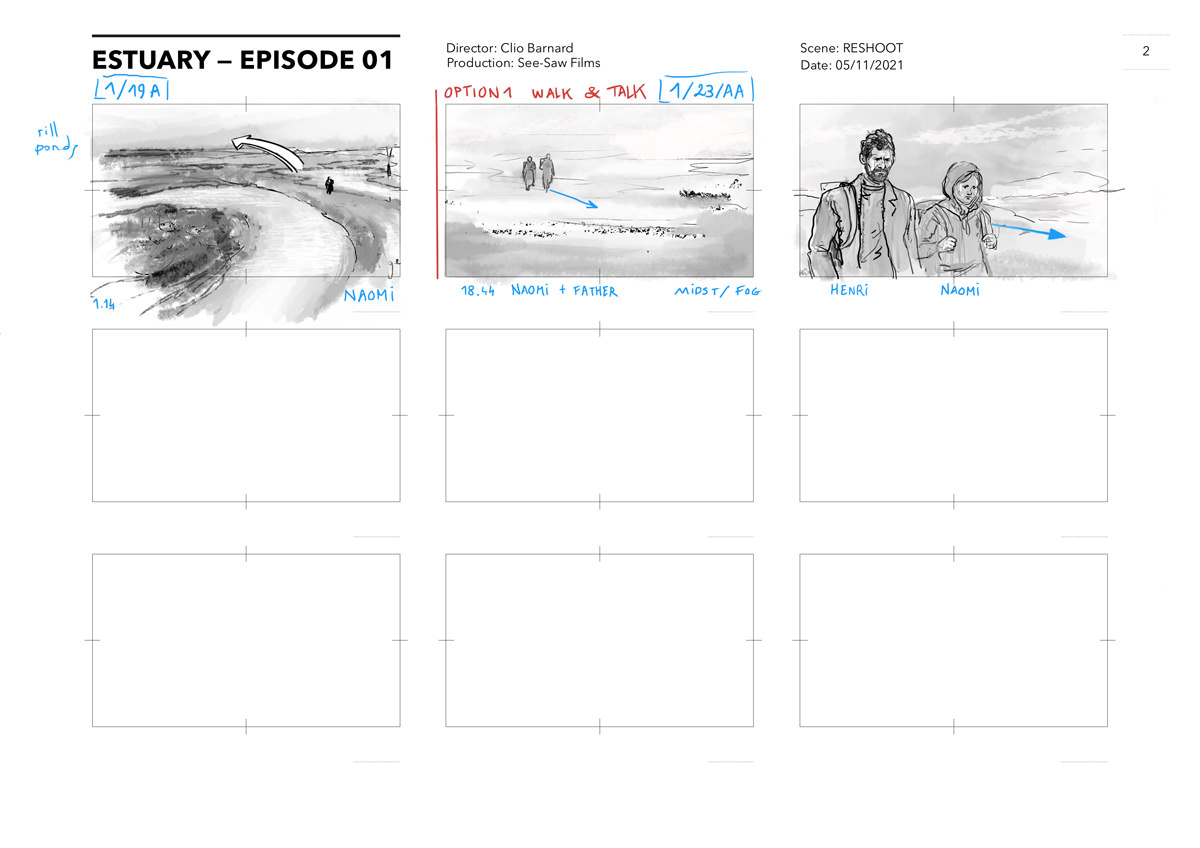 ESTUARY – EPISODE 01
Director: Clio Barnard
Production: See-Saw Films
Scene: RESHOOT
Date: 05/11/2021
2
1/19A
OPTION 1 WALK & TALK
1/23/AA
rill
ponds
1.14
NAOMI
18.44 NAOMI + FATHER
MIDST/ FOG
HENRI
NAOMI